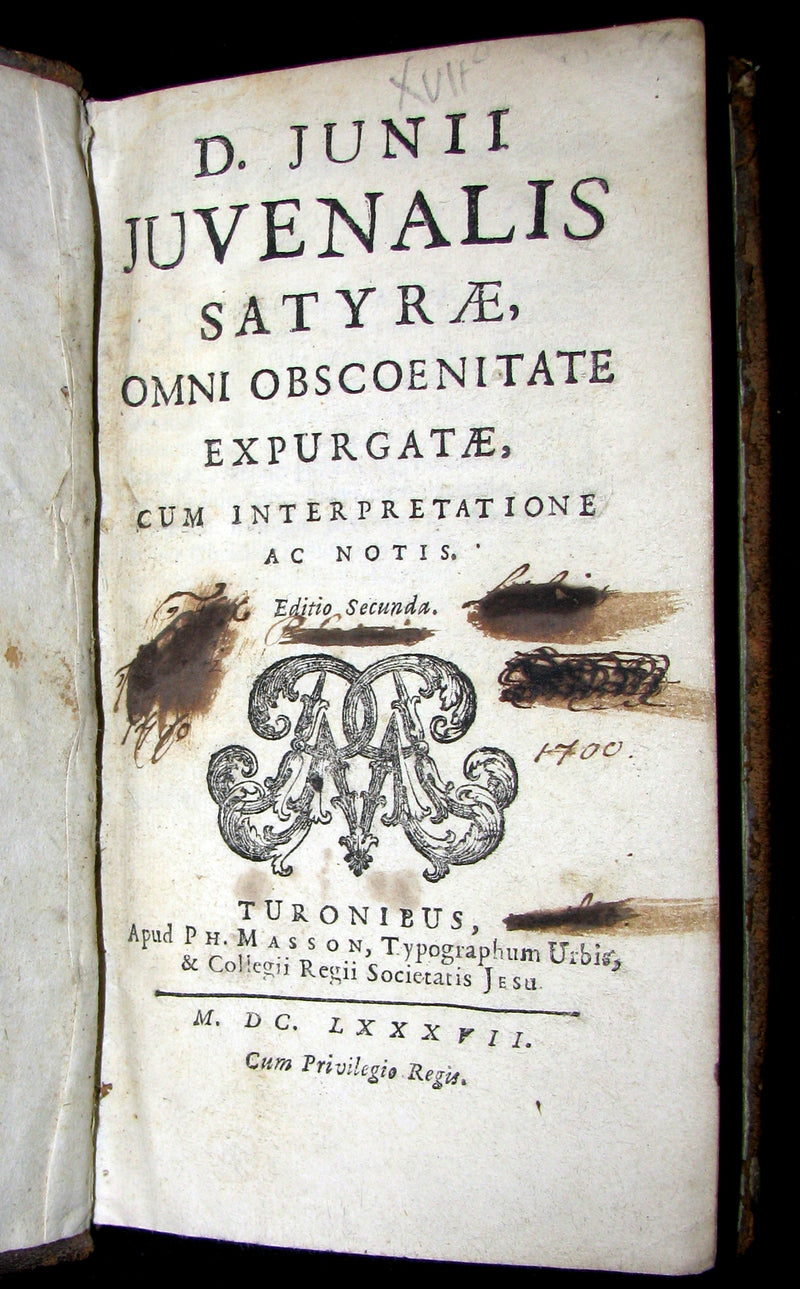 XVIIe
D. JUNII
JUVENALIS
SATYRÆ,
OMNI OBSCOENITATE
EXPURGATÆ,
CUM INTERPRETATIONE
AC NOTIS.
Editio Secunda.
1700.
TURONIBUS,
Apud PH. MASSON, Typographum Urbis,
& Collegii Regii Societatis JESU
M. DC. LXXXVII.
Cum Privilegio Regis.